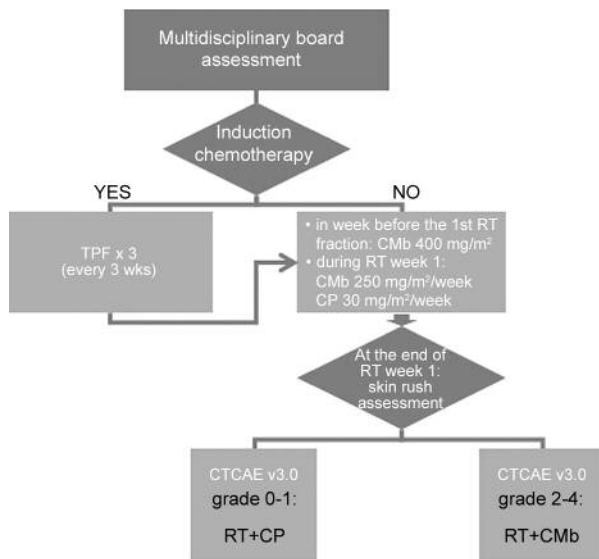 Multidisciplinary board
assessment
Induction
chemotherapy
YES
NO
TPF x 3
(every 3 wks)
• in week before the 1st RT
fraction: CMb 400 mg/m²
• during RT week 1:
CMb 250 mg/m²/week
CP 30 mg/m²/week
At the end of
RT week 1:
skin rush
assessment
CTCAE v3.0
grade 0-1:
RT+CP
CTCAE v3.0
grade 2-4:
RT+CMb